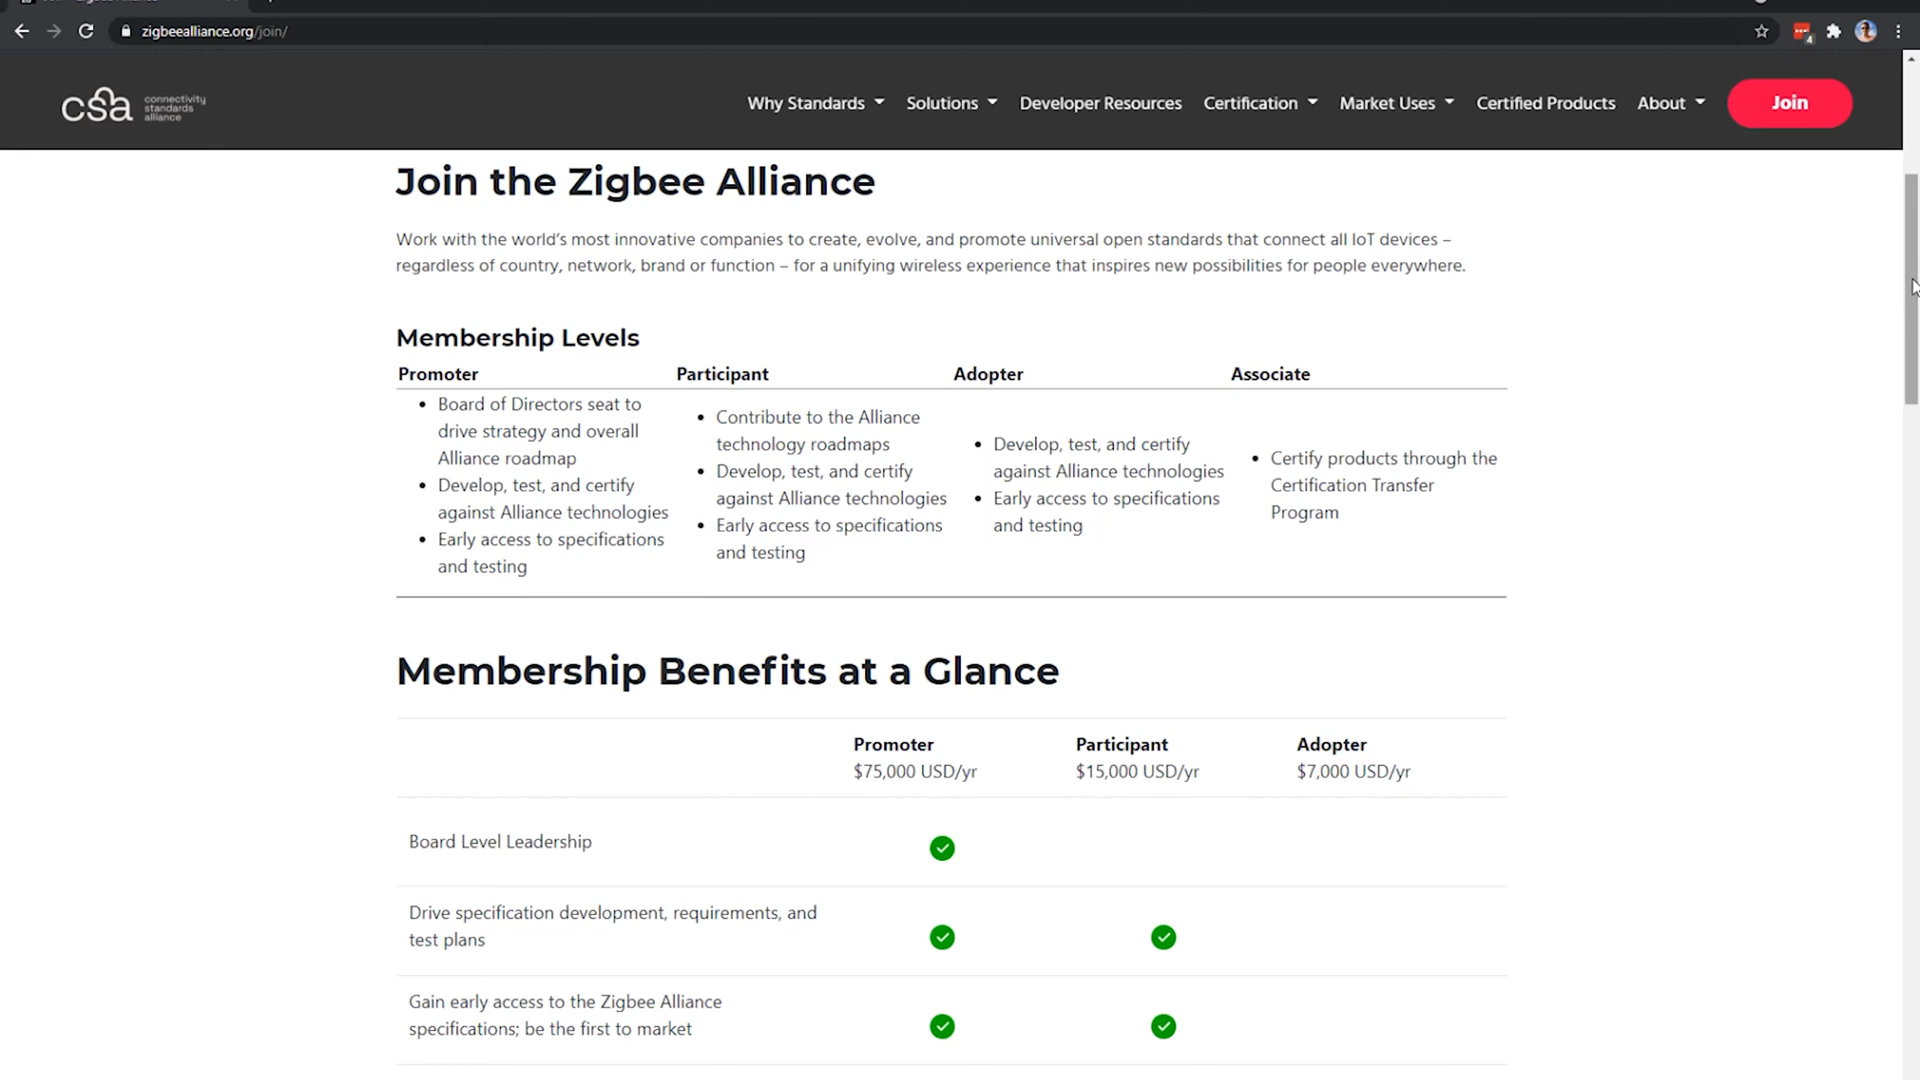 zigbeealliance.org/join/
4
csa connectivity
standards
alliance
Why Standards Solutions Developer Resources Certification Market Uses Certified Products About Join
Join the Zigbee Alliance
Work with the world's most innovative companies to create, evolve, and promote universal open standards that connect all IoT devices –
regardless of country, network, brand or function – for a unifying wireless experience that inspires new possibilities for people everywhere.
Membership Levels
Promoter Participant Adopter Associate
Board of Directors seat to
drive strategy and overall
Alliance roadmap
Develop, test, and certify
against Alliance technologies
Early access to specifications
and testing
Contribute to the Alliance
technology roadmaps
Develop, test, and certify
against Alliance technologies
Early access to specifications
and testing
Develop, test, and certify
against Alliance technologies
Early access to specifications
and testing
Certify products through the
Certification Transfer
Program
Membership Benefits at a Glance
Promoter Participant Adopter
$75,000 USD/yr $15,000 USD/yr $7,000 USD/yr
Board Level Leadership
Drive specification development, requirements, and
test plans
Gain early access to the Zigbee Alliance
specifications; be the first to market